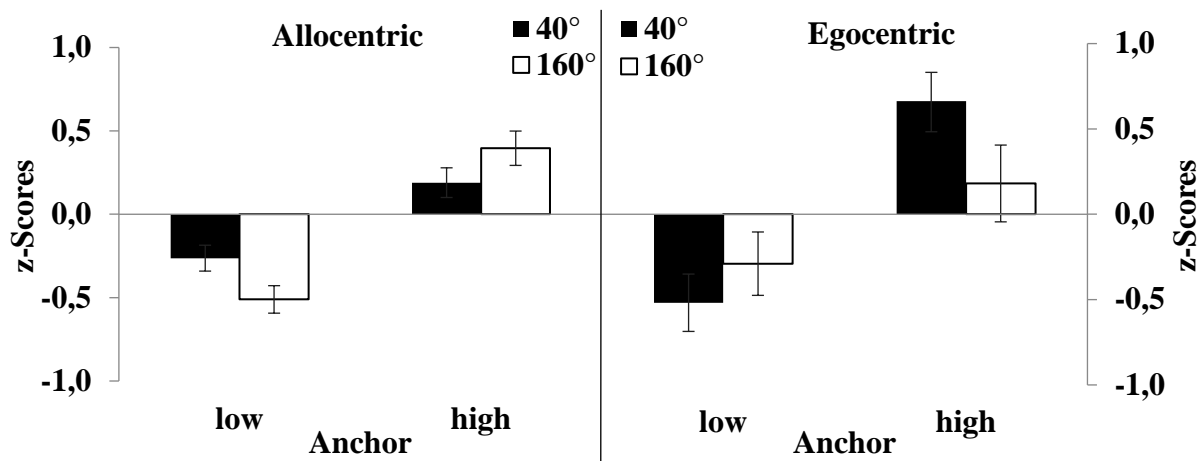 Allocentric
40°
160°
1,0
0,5
0,0
-0,5
-1,0
z-Scores
low
high
Anchor
40°
160°
Egocentric
1,0
0,5
0,0
-0,5
-1,0
z-Scores
low
high
Anchor